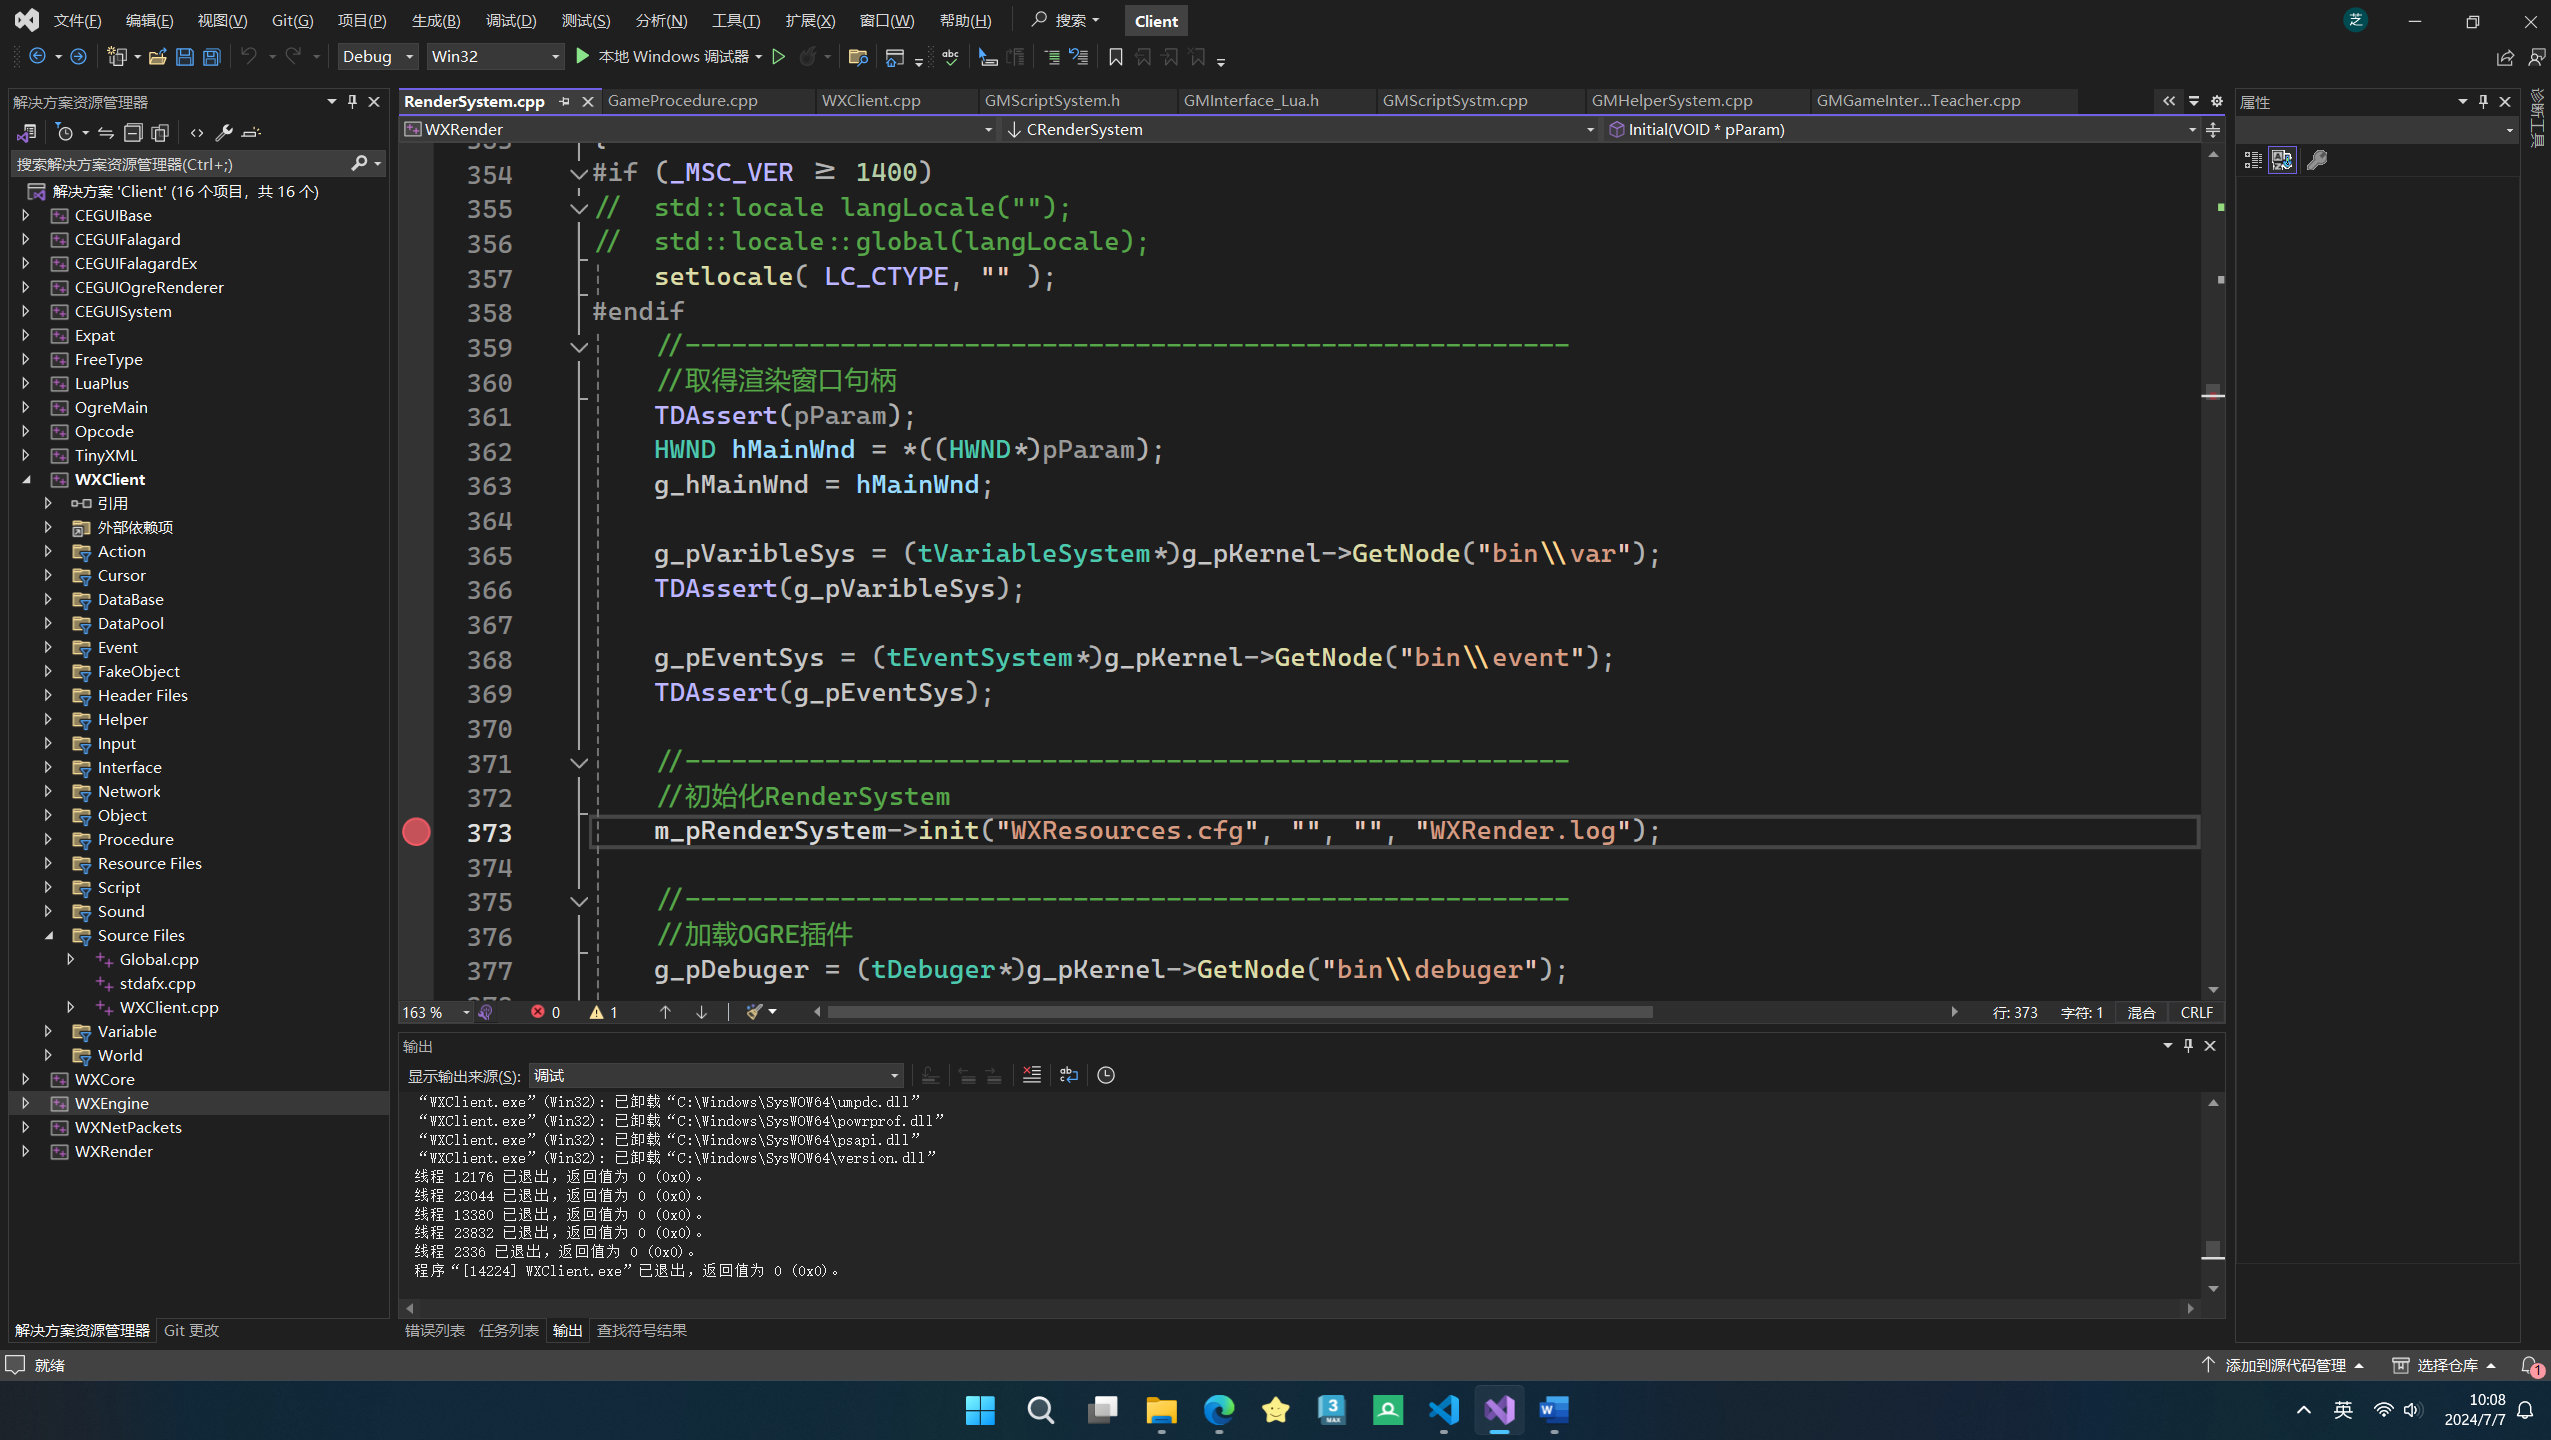 文件(F) 编辑(E) 视图(V) Git(G) 项目(P) 生成(B) 调试(D) 测试(S) 分析(N) 工具(T) 扩展(X) 窗口(W) 帮助(H) 搜索 Client 芝
Debug Win32 本地 Windows 调试器
解决方案资源管理器
搜索解决方案资源管理器(Ctrl+;)
解决方案 'Client' (16 个项目，共 16 个)
CEGUIBase
CEGUIFalagard
CEGUIFalagardEx
CEGUIOgreRenderer
CEGUISystem
Expat
FreeType
LuaPlus
OgreMain
Opcode
TinyXML
WXClient
引用
外部依赖项
Action
Cursor
DataBase
DataPool
Event
FakeObject
Header Files
Helper
Input
Interface
Network
Object
Procedure
Resource Files
Script
Sound
Source Files
Global.cpp
stdafx.cpp
WXClient.cpp
Variable
World
WXCore
WXEngine
WXNetPackets
WXRender
解决方案资源管理器 Git 更改
RenderSystem.cpp GameProcedure.cpp WXClient.cpp GMScriptSystem.h GMInterface_Lua.h GMScriptSystm.cpp GMHelperSystem.cpp GMGameInter...Teacher.cpp
WXRender CRenderSystem Initial(VOID * pParam)
354 #if (_MSC_VER ≥ 1400)
355 // std::locale langLocale("");
356 // std::locale::global(langLocale);
357 setlocale( LC_CTYPE, "" );
358 #endif
359 //---------------------------------------------------------
360 //取得渲染窗口句柄
361 TDAssert(pParam);
362 HWND hMainWnd = *((HWND*)pParam);
363 g_hMainWnd = hMainWnd;
364
365 g_pVaribleSys = (tVariableSystem*)g_pKernel->GetNode("bin\\var");
366 TDAssert(g_pVaribleSys);
367
368 g_pEventSys = (tEventSystem*)g_pKernel->GetNode("bin\\event");
369 TDAssert(g_pEventSys);
370
371 //---------------------------------------------------------
372 //初始化RenderSystem
373 m_pRenderSystem->init("WXResources.cfg", "", "", "WXRender.log");
374
375 //---------------------------------------------------------
376 //加载OGRE插件
377 g_pDebuger = (tDebuger*)g_pKernel->GetNode("bin\\debuger");
163 % 0 1 行: 373 字符: 1 混合 CRLF
输出
显示输出来源(S): 调试
“WXClient.exe” (Win32): 已卸载 “C:\Windows\SysWOW64\umpdc.dll”
“WXClient.exe” (Win32): 已卸载 “C:\Windows\SysWOW64\powrprof.dll”
“WXClient.exe” (Win32): 已卸载 “C:\Windows\SysWOW64\psapi.dll”
“WXClient.exe” (Win32): 已卸载 “C:\Windows\SysWOW64\version.dll”
线程 12176 已退出，返回值为 0 (0x0)。
线程 23044 已退出，返回值为 0 (0x0)。
线程 13380 已退出，返回值为 0 (0x0)。
线程 23832 已退出，返回值为 0 (0x0)。
线程 2336 已退出，返回值为 0 (0x0)。
程序 “[14224] WXClient.exe” 已退出，返回值为 0 (0x0)。
错误列表 任务列表 输出 查找符号结果
属性
诊断工具
就绪 添加到源代码管理 选择仓库 1
英 10:08
2024/7/7